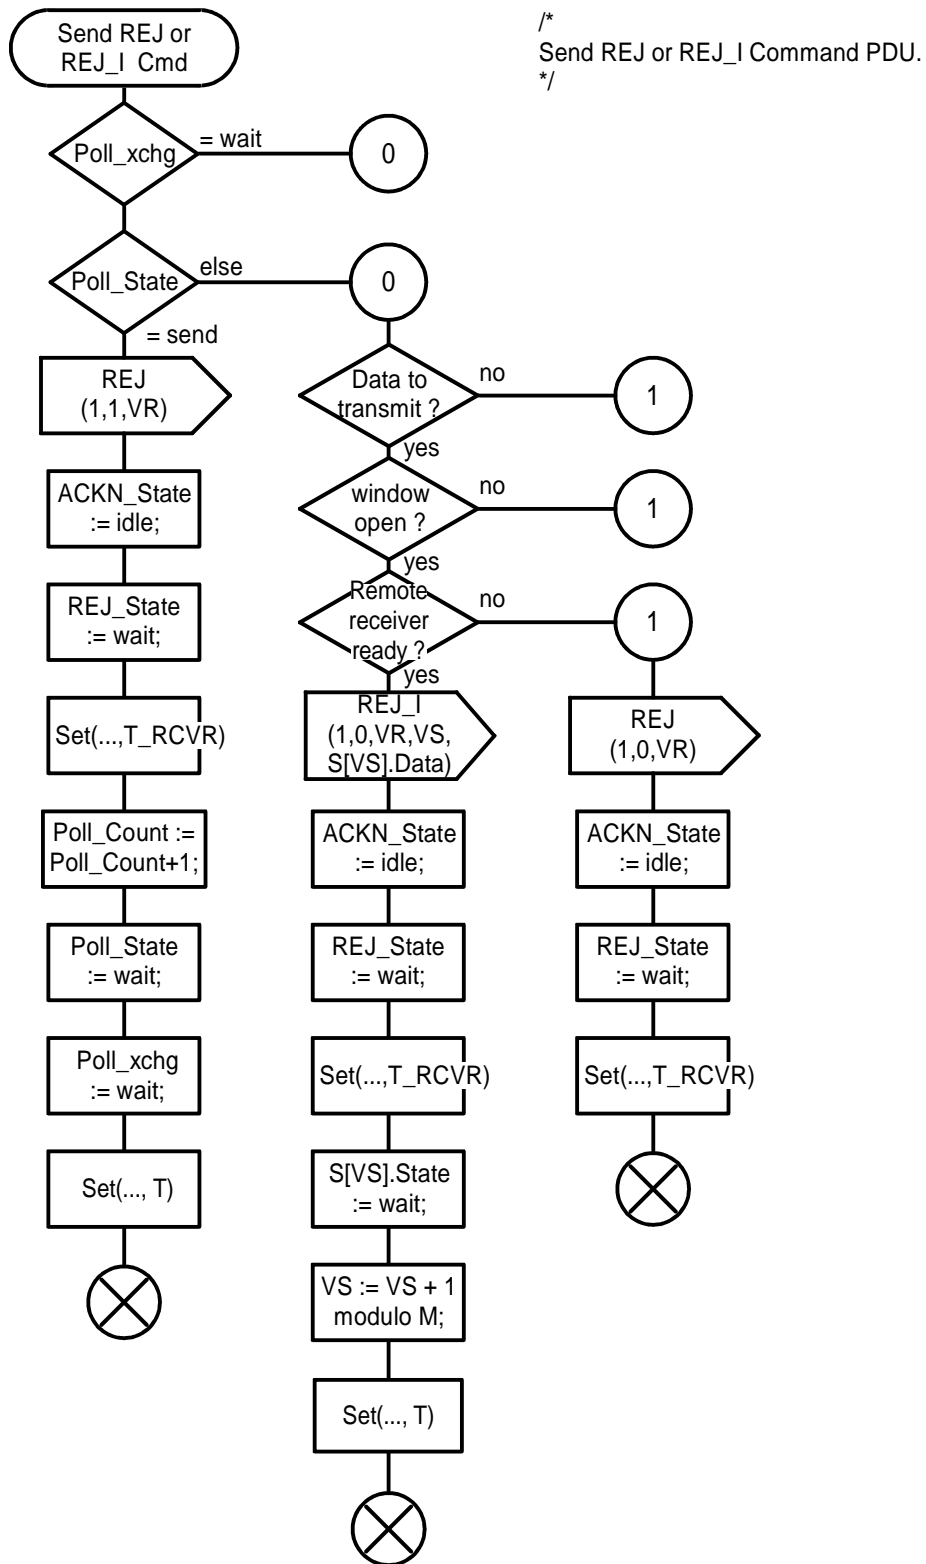 Send REJ or
REJ_I Cmd
/*
Send REJ or REJ_I Command PDU.
*/
Poll_xchg
= wait
0
Poll_State
else
0
= send
REJ
(1,1,VR)
ACKN_State
:= idle;
REJ_State
:= wait;
Set(...,T_RCVR)
Poll_Count :=
Poll_Count+1;
Poll_State
:= wait;
Poll_xchg
:= wait;
Set(..., T)
Data to
transmit ?
no
1
yes
window
open ?
no
1
yes
Remote
receiver
ready ?
no
1
yes
REJ_I
(1,0,VR,VS,
S[VS].Data)
ACKN_State
:= idle;
REJ_State
:= wait;
Set(...,T_RCVR)
S[VS].State
:= wait;
VS := VS + 1
modulo M;
Set(..., T)
REJ
(1,0,VR)
ACKN_State
:= idle;
REJ_State
:= wait;
Set(...,T_RCVR)